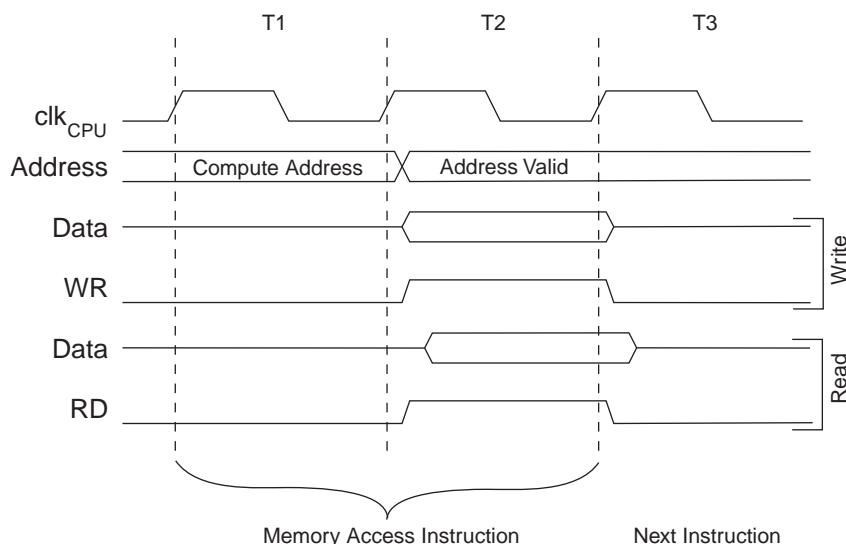 T1 T2 T3
clkCPU
Address Compute Address Address Valid
Data
WR
Write
Data
RD
Read
Memory Access Instruction Next Instruction